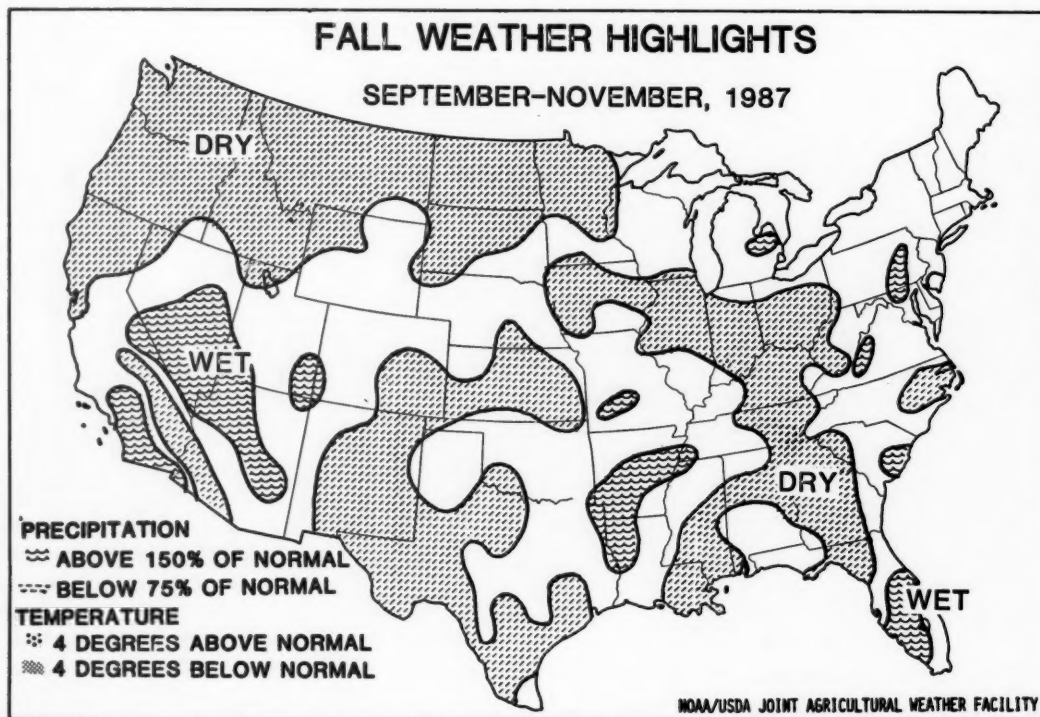 FALL WEATHER HIGHLIGHTS
SEPTEMBER-NOVEMBER, 1987
DRY
WET
DRY
WET
PRECIPITATION
ABOVE 150% OF NORMAL
BELOW 75% OF NORMAL
TEMPERATURE
4 DEGREES ABOVE NORMAL
4 DEGREES BELOW NORMAL
NOAA/USDA JOINT AGRICULTURAL WEATHER FACILITY